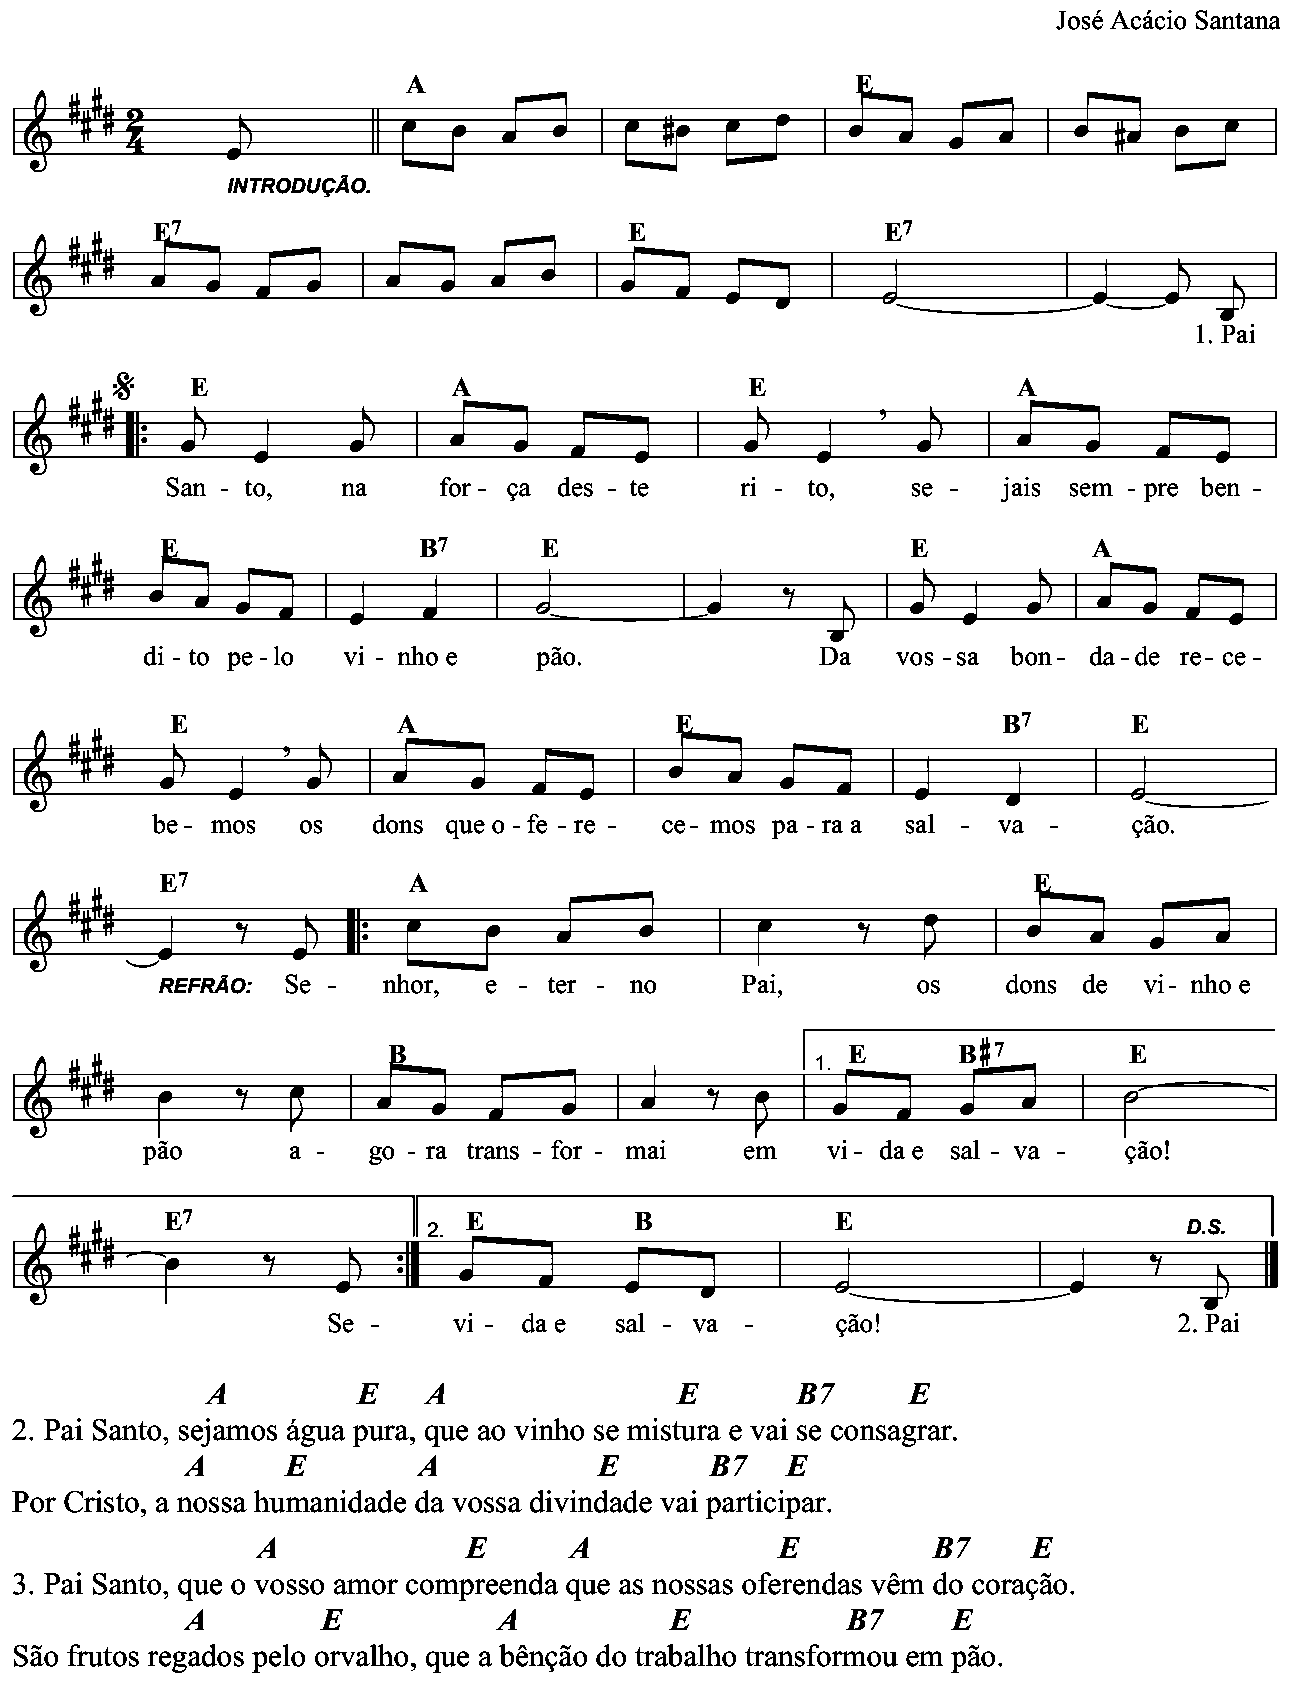 José Acácio Santana
A E
INTRODUÇÃO.
E7 E E7
1. Pai
E A E A
San - to, na for - ça des - te ri - to, se - jais sem - pre ben -
E B7 E E A
di - to pe - lo vi - nho e pão. Da vos - sa bon - da - de re - ce -
E A E B7 E
be - mos os dons que o - fe - re - ce - mos pa - ra a sal - va - ção.
E7 A E
REFRÃO: Se - nhor, e - ter - no Pai, os dons de vi - nho e
B 1. E B#7 E
pão a - go - ra trans - for - mai em vi - da e sal - va - ção!
E7 2. E B E D.S.
Se - vi - da e sal - va - ção! 2. Pai
A E A E B7 E
2. Pai Santo, sejamos água pura, que ao vinho se mistura e vai se consagrar.
A E A E B7 E
Por Cristo, a nossa humanidade da vossa divindade vai participar.
A E A E B7 E
3. Pai Santo, que o vosso amor compreenda que as nossas oferendas vêm do coração.
A E A E B7 E
São frutos regados pelo orvalho, que a bênção do trabalho transformou em pão.